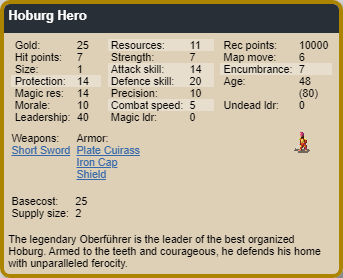 Hoburg Hero
Gold: 25 Resources: 11 Rec points: 10000
Hit points: 7 Strength: 7 Map move: 6
Size: 1 Attack skill: 14 Encumbrance: 7
Protection: 14 Defence skill: 20 Age: 48
Magic res: 14 Precision: 10 (80)
Morale: 10 Combat speed: 5 Undead ldr: 0
Leadership: 40 Magic ldr: 0
Weapons: Armor:
Short Sword Plate Cuirass
Iron Cap
Shield
Basecost: 25
Supply size: 2
The legendary Oberführer is the leader of the best organized
Hoburg. Armed to the teeth and courageous, he defends his home
with unparalleled ferocity.